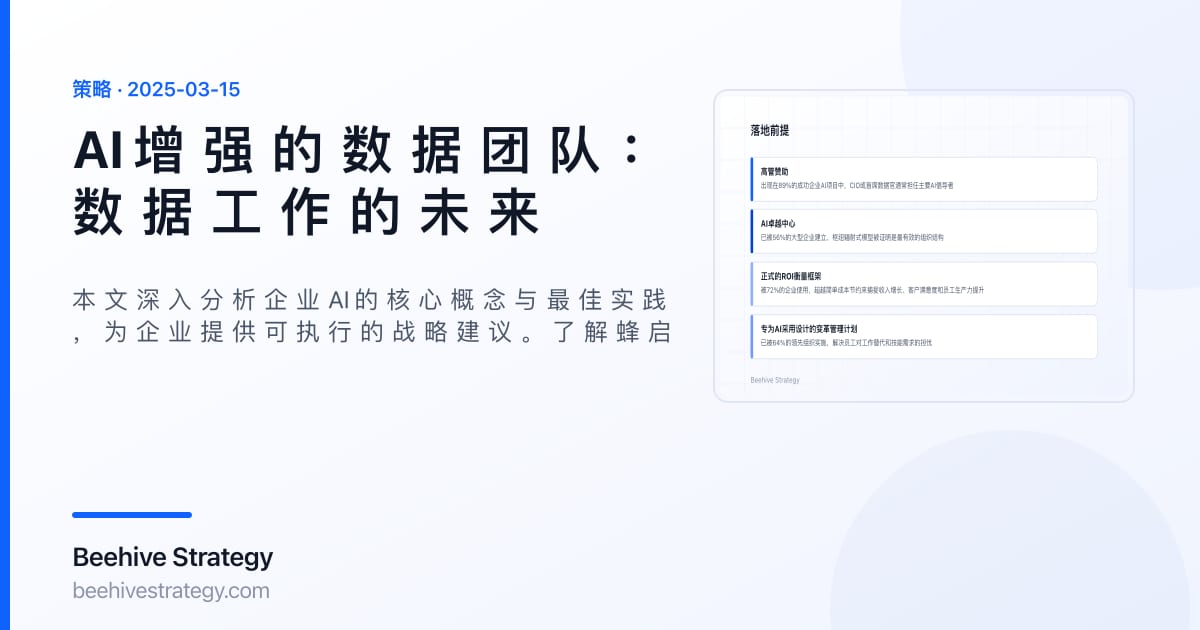 策略 · 2025-03-15
AI增强的数据团队：
数据工作的未来
本文深入分析企业AI的核心概念与最佳实践
，为企业提供可执行的战略建议。了解蜂启
Beehive Strategy
beehivestrategy.com
落地前提
高管赞助
出现在89%的成功企业AI项目中，CIO或首席数据官通常担任主要AI倡导者
AI卓越中心
已被56%的大型企业建立，枢纽辐射式模型被证明是最有效的组织结构
正式的ROI衡量框架
被72%的企业使用，超越简单成本节约来捕捉收入增长、客户满意度和员工生产力提升
专为AI采用设计的变革管理计划
已被64%的领先组织实施，解决员工对工作替代和技能需求的担忧
Beehive Strategy